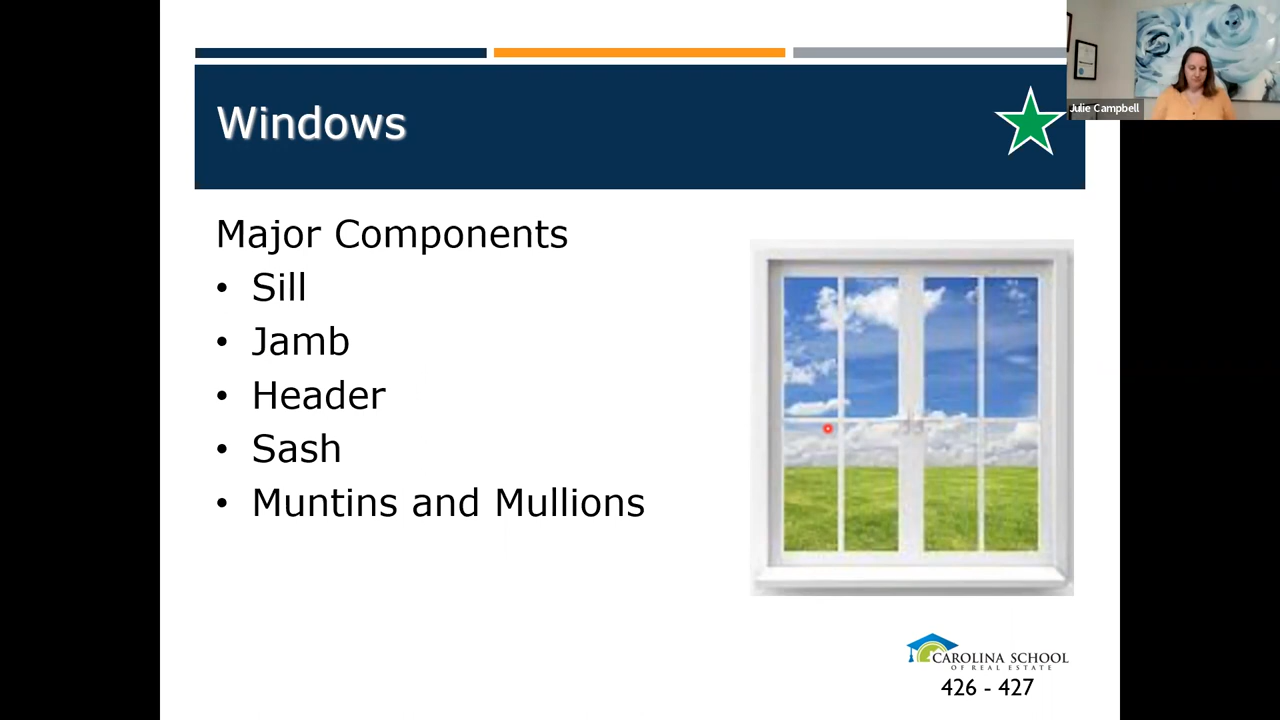 Windows
Julie Campbell
Major Components
• Sill
• Jamb
• Header
• Sash
• Muntins and Mullions
CAROLINA SCHOOL
OF REAL ESTATE
426 - 427